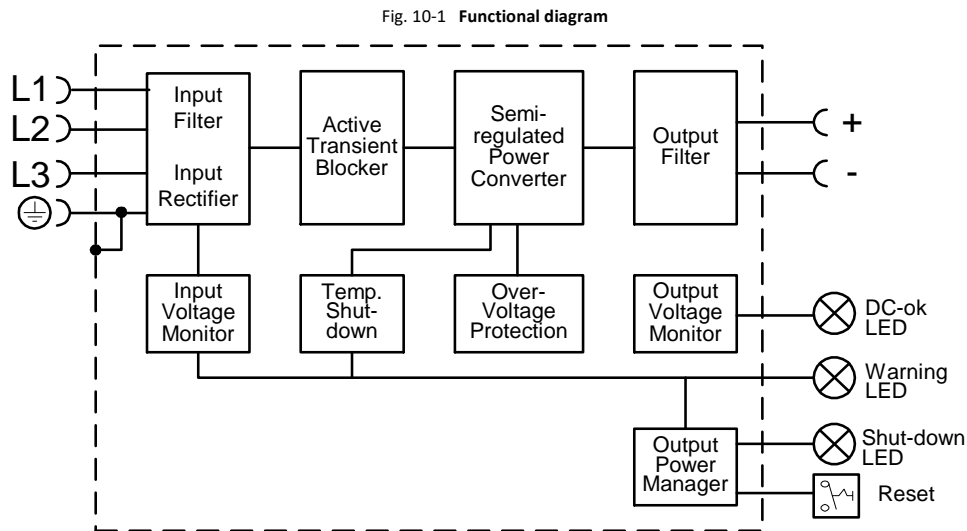 Fig. 10-1 Functional diagram
L1
L2
L3
Input
Filter
Input
Rectifier
Active
Transient
Blocker
Semi-
regulated
Power
Converter
Output
Filter
+
-
Input
Voltage
Monitor
Temp.
Shut-
down
Over-
Voltage
Protection
Output
Voltage
Monitor
DC-ok
LED
Warning
LED
Output
Power
Manager
Shut-down
LED
Reset